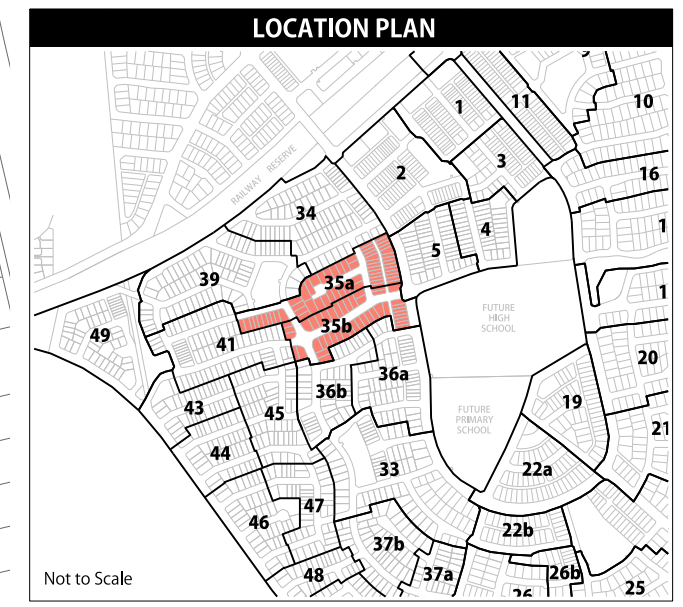 LOCATION PLAN
9
1
11
10
2
3
16
RAILWAY RESERVE
34
4
5
1
39
35a
1
FUTURE
HIGH
SCHOOL
49
35b
41
20
36b
36a
43
45
19
FUTURE
PRIMARY
SCHOOL
21
44
33
22a
47
46
22b
37b
48
37a
26b
26
25
Not to Scale